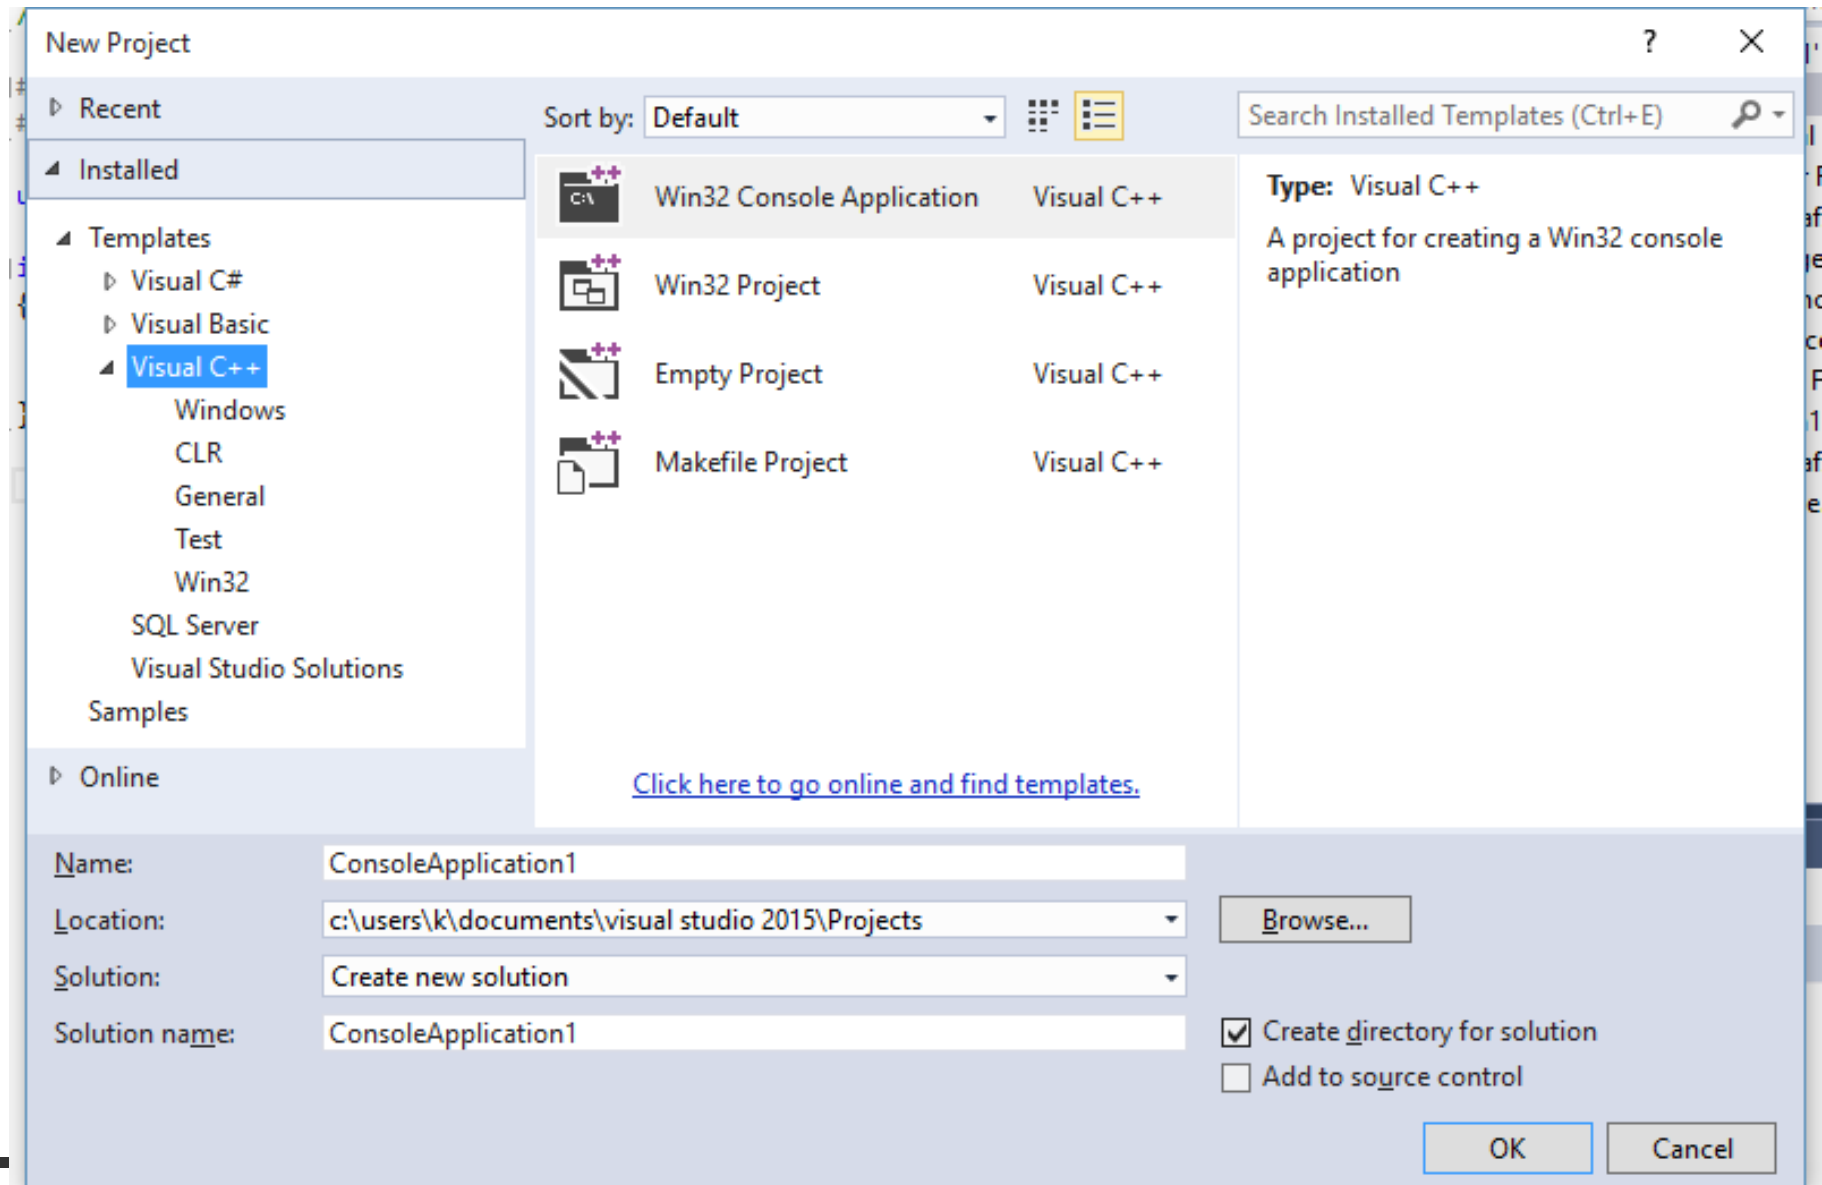 New Project
?
Recent
Sort by: Default
Search Installed Templates (Ctrl+E)
Installed
Templates
Visual C#
Visual Basic
Visual C++
Windows
CLR
General
Test
Win32
SQL Server
Visual Studio Solutions
Samples
Online
C:\
Win32 Console Application Visual C++
Win32 Project Visual C++
Empty Project Visual C++
Makefile Project Visual C++
Click here to go online and find templates.
Type: Visual C++
A project for creating a Win32 console
application
Name: ConsoleApplication1
Location: c:\users\k\documents\visual studio 2015\Projects
Browse...
Solution: Create new solution
Solution name: ConsoleApplication1
Create directory for solution
Add to source control
OK
Cancel